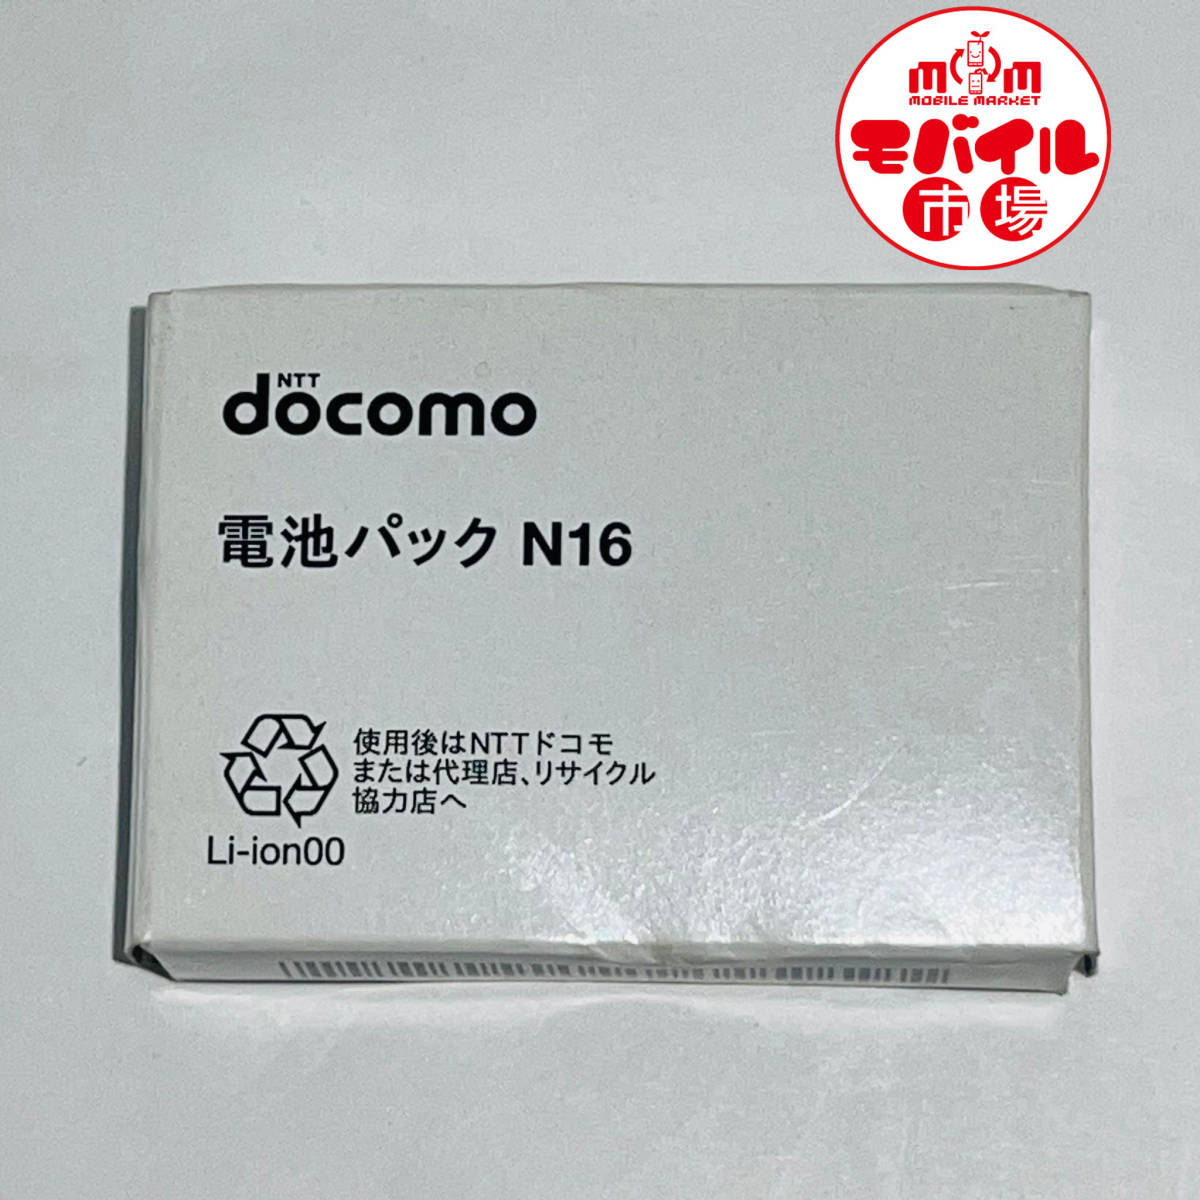 MM
MOBILE MARKET
モバイル
市場
NTT
docomo
電池パック N16
使用後はNTTドコモ
または代理店、リサイクル
協力店へ
Li-ion00